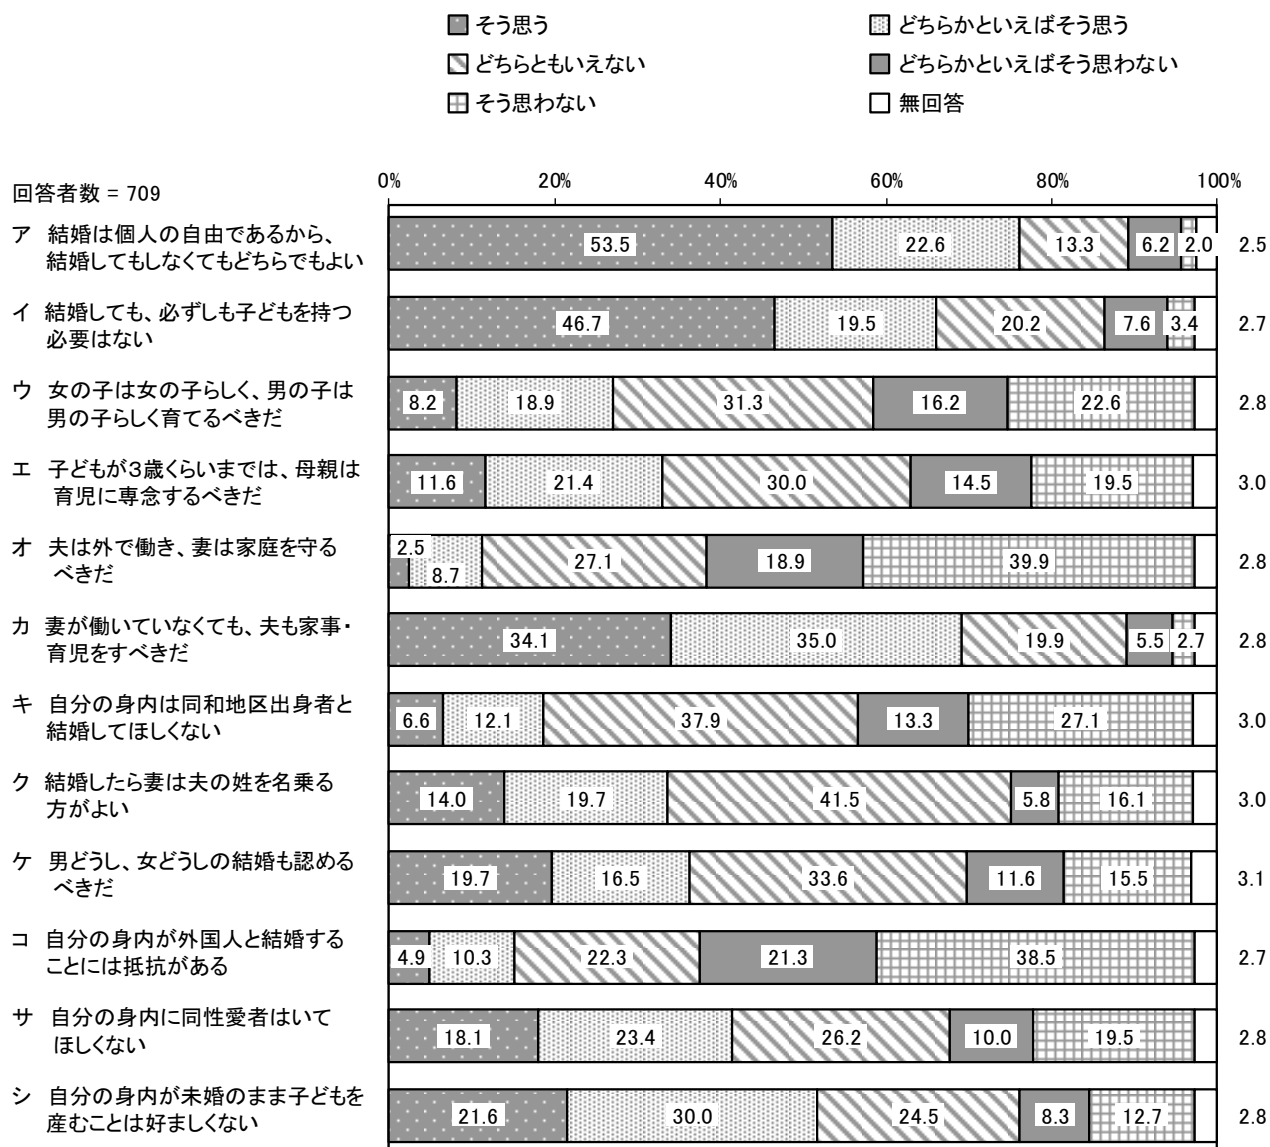 そう思う
どちらかといえばそう思う
どちらともいえない
どちらかといえばそう思わない
そう思わない
無回答
回答者数 = 709
0% 20% 40% 60% 80% 100%
ア 結婚は個人の自由であるから、
結婚してもしなくてもどちらでもよい
53.5 22.6 13.3 6.2 2.0 2.5
イ 結婚しても、必ずしも子どもを持つ
必要はない
46.7 19.5 20.2 7.6 3.4 2.7
ウ 女の子は女の子らしく、男の子は
男の子らしく育てるべきだ
8.2 18.9 31.3 16.2 22.6 2.8
エ 子どもが3歳くらいまでは、母親は
育児に専念するべきだ
11.6 21.4 30.0 14.5 19.5 3.0
オ 夫は外で働き、妻は家庭を守る
べきだ
2.5 8.7 27.1 18.9 39.9 2.8
カ 妻が働いていなくても、夫も家事・
育児をすべきだ
34.1 35.0 19.9 5.5 2.7 2.8
キ 自分の身内は同和地区出身者と
結婚してほしくない
6.6 12.1 37.9 13.3 27.1 3.0
ク 結婚したら妻は夫の姓を名乗る
方がよい
14.0 19.7 41.5 5.8 16.1 3.0
ケ 男どうし、女どうしの結婚も認める
べきだ
19.7 16.5 33.6 11.6 15.5 3.1
コ 自分の身内が外国人と結婚する
ことには抵抗がある
4.9 10.3 22.3 21.3 38.5 2.7
サ 自分の身内に同性愛者はいて
ほしくない
18.1 23.4 26.2 10.0 19.5 2.8
シ 自分の身内が未婚のまま子どもを
産むことは好ましくない
21.6 30.0 24.5 8.3 12.7 2.8